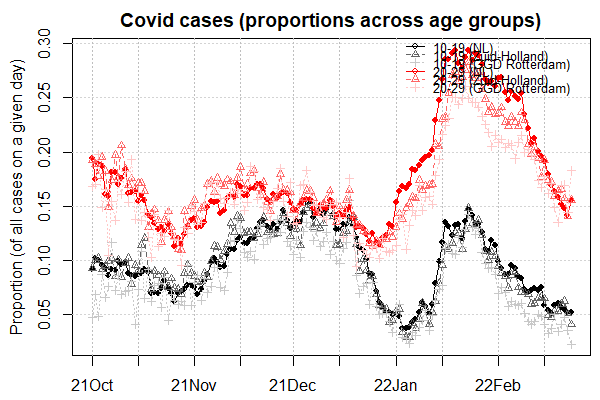 Covid cases (proportions across age groups)
Proportion (of all cases on a given day)
0.30
0.25
0.20
0.15
0.10
0.05
10-19 (NL)
10-19 (Zuid-Holland)
10-19 (GGD Rotterdam)
20-29 (NL)
20-29 (Zuid-Holland)
20-29 (GGD Rotterdam)
21Oct
21Nov
21Dec
22Jan
22Feb